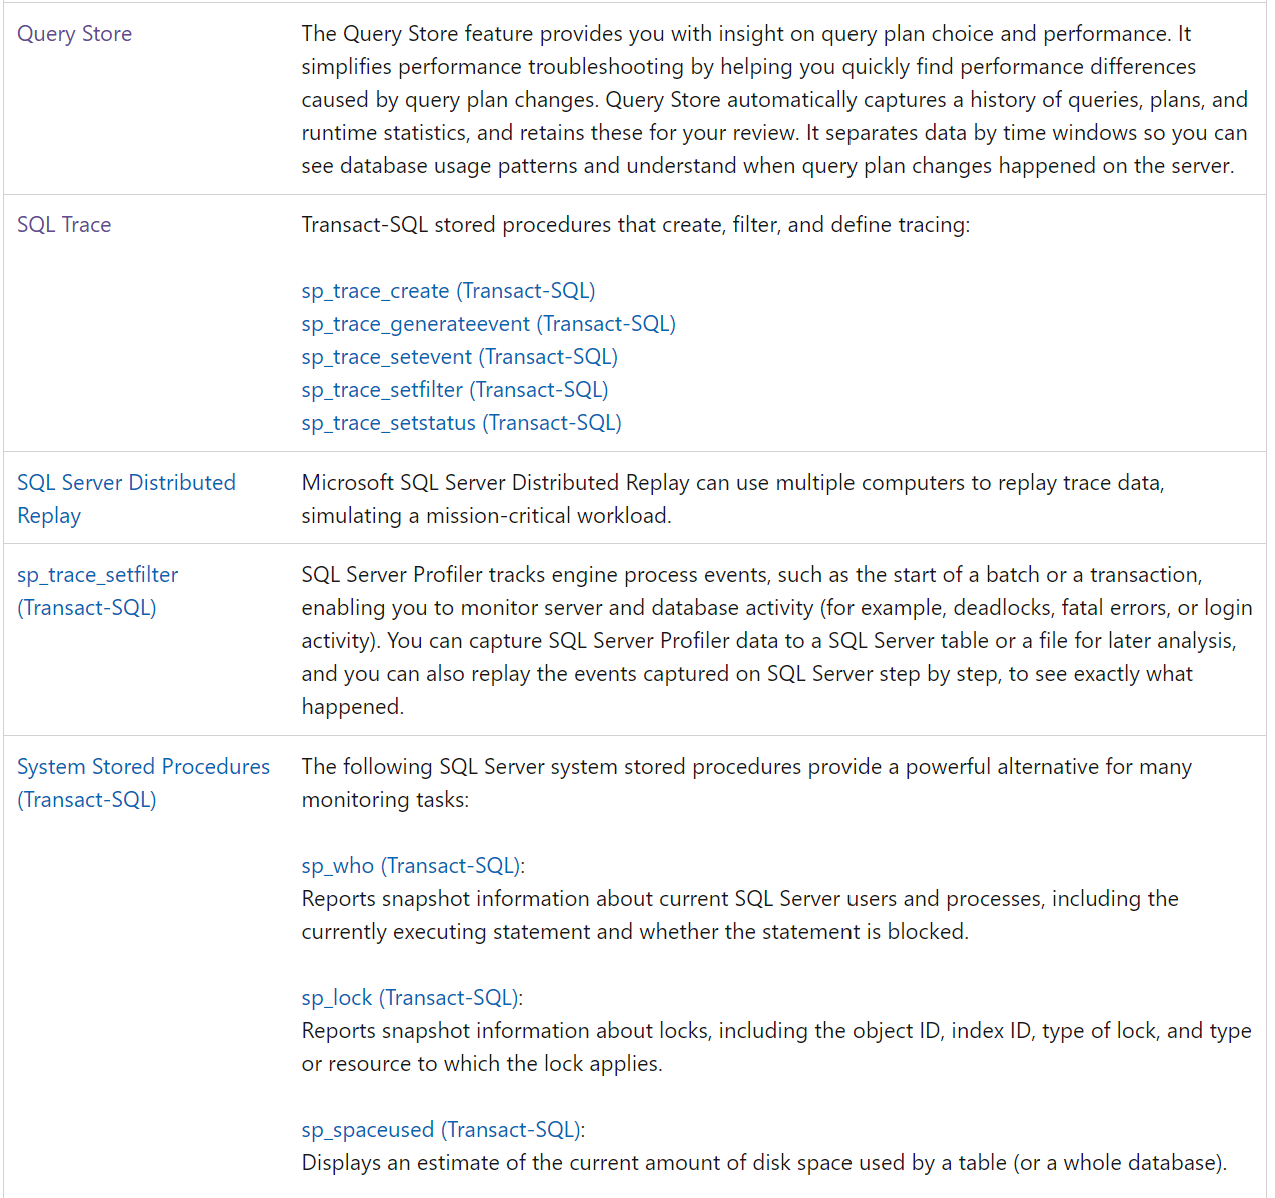 Query Store
The Query Store feature provides you with insight on query plan choice and performance. It
simplifies performance troubleshooting by helping you quickly find performance differences
caused by query plan changes. Query Store automatically captures a history of queries, plans, and
runtime statistics, and retains these for your review. It separates data by time windows so you can
see database usage patterns and understand when query plan changes happened on the server.
SQL Trace
Transact-SQL stored procedures that create, filter, and define tracing:
sp_trace_create (Transact-SQL)
sp_trace_generateevent (Transact-SQL)
sp_trace_setevent (Transact-SQL)
sp_trace_setfilter (Transact-SQL)
sp_trace_setstatus (Transact-SQL)
SQL Server Distributed
Replay
Microsoft SQL Server Distributed Replay can use multiple computers to replay trace data,
simulating a mission-critical workload.
sp_trace_setfilter
(Transact-SQL)
SQL Server Profiler tracks engine process events, such as the start of a batch or a transaction,
enabling you to monitor server and database activity (for example, deadlocks, fatal errors, or login
activity). You can capture SQL Server Profiler data to a SQL Server table or a file for later analysis,
and you can also replay the events captured on SQL Server step by step, to see exactly what
happened.
System Stored Procedures
(Transact-SQL)
The following SQL Server system stored procedures provide a powerful alternative for many
monitoring tasks:
sp_who (Transact-SQL):
Reports snapshot information about current SQL Server users and processes, including the
currently executing statement and whether the statement is blocked.
sp_lock (Transact-SQL):
Reports snapshot information about locks, including the object ID, index ID, type of lock, and type
or resource to which the lock applies.
sp_spaceused (Transact-SQL):
Displays an estimate of the current amount of disk space used by a table (or a whole database).